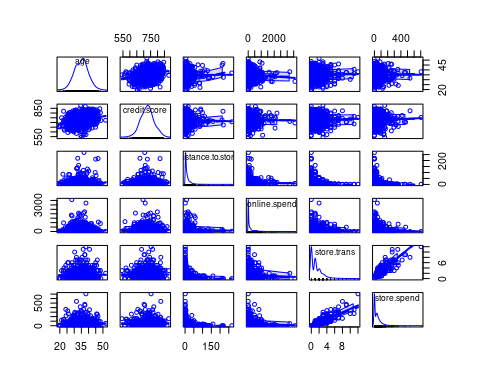 550 750
0 2000
0 400
age
20 45
credit.score
550 850
stance.to.stor
0 200
online.spend
0 3000
store.trans
0 6
store.spend
0 500
20 35 50
0 150
0 4 8